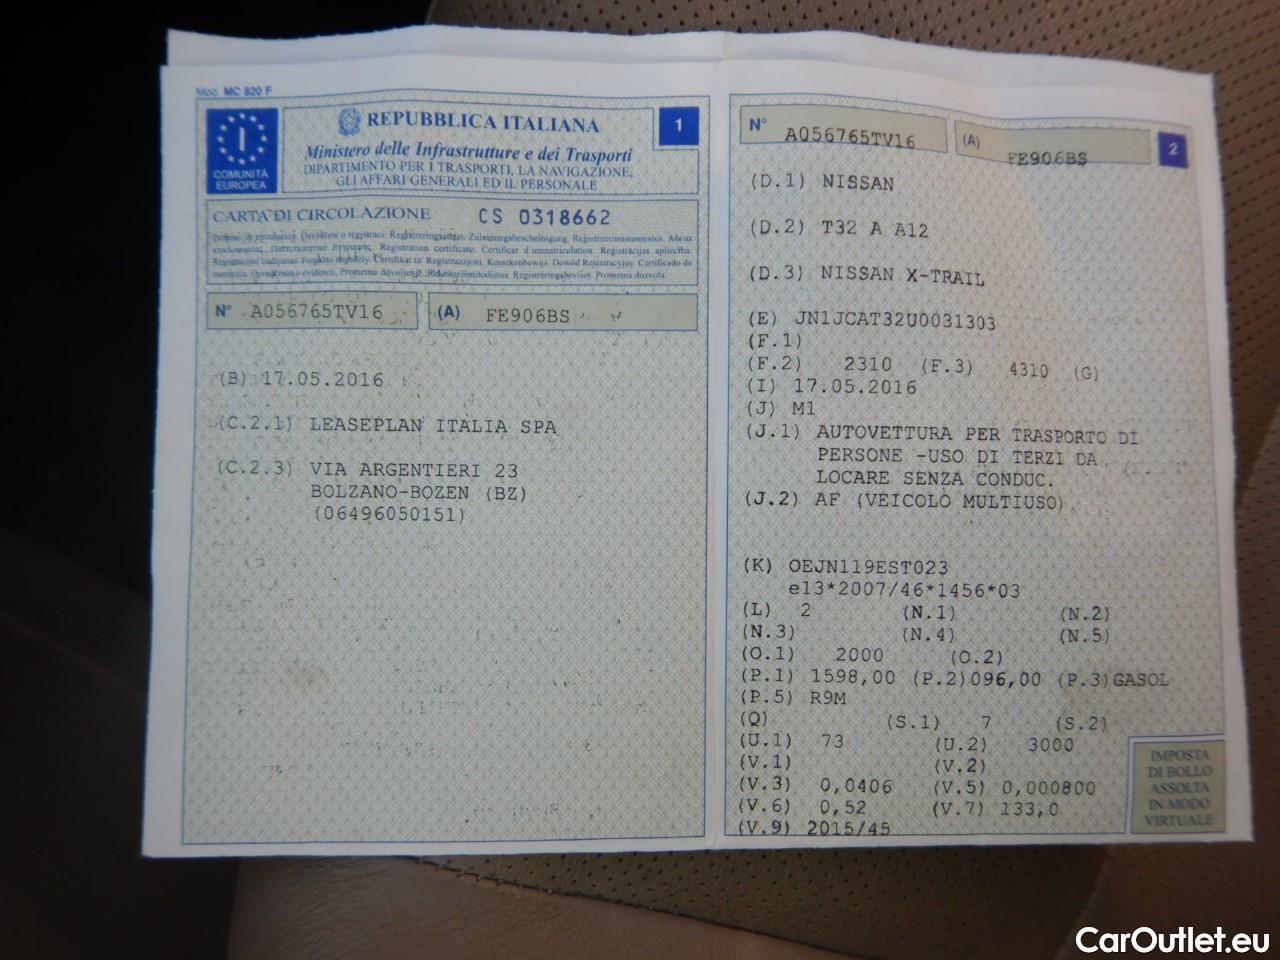 Mod. MC 820 F
I
COMUNITÀ
EUROPEA
REPUBBLICA ITALIANA
Ministero delle Infrastrutture e dei Trasporti
DIPARTIMENTO PER I TRASPORTI, LA NAVIGAZIONE,
GLI AFFARI GENERALI ED IL PERSONALE
1
CARTA DI CIRCOLAZIONE CS 0318662
Registration certificate. Certificat d'immatriculation.
N° A056765TV16 (A) FE906BS
(B) 17.05.2016
(C.2.1) LEASEPLAN ITALIA SPA
(C.2.3) VIA ARGENTIERI 23
BOLZANO-BOZEN (BZ)
(06496050151)
N° A056765TV16 (A) FE906BS
2
(D.1) NISSAN
(D.2) T32 A A12
(D.3) NISSAN X-TRAIL
(E) JN1JCAT32U0031303
(F.1)
(F.2) 2310 (F.3) 4310 (G)
(I) 17.05.2016
(J) M1
(J.1) AUTOVETTURA PER TRASPORTO DI
PERSONE -USO DI TERZI DA
LOCARE SENZA CONDUC.
(J.2) AF (VEICOLO MULTIUSO)
(K) OEJN119EST023
e13*2007/46*1456*03
(L) 2 (N.1) (N.2)
(N.3) (N.4) (N.5)
(O.1) 2000 (O.2)
(P.1) 1598,00 (P.2)096,00 (P.3)GASOL
(P.5) R9M
(Q) (S.1) 7 (S.2)
(U.1) 73 (U.2) 3000
(V.1) (V.2)
(V.3) 0,0406 (V.5) 0,000800
(V.6) 0,52 (V.7) 133,0
(V.9) 2015/45
IMPOSTA
DI BOLLO
ASSOLTA
IN MODO
VIRTUALE
CarOutlet.eu